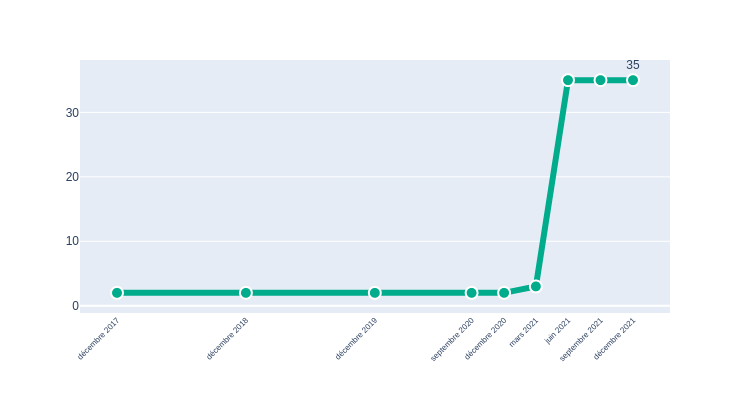 35
30
20
10
0
décembre 2017
décembre 2018
décembre 2019
septembre 2020
décembre 2020
mars 2021
juin 2021
septembre 2021
décembre 2021